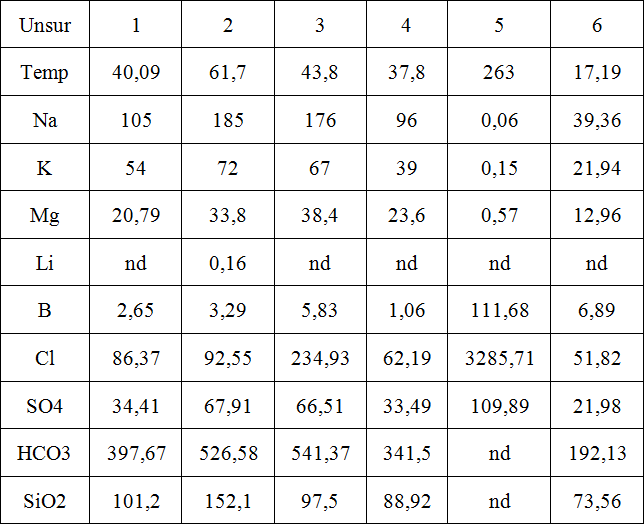 Unsur 1 2 3 4 5 6
Temp 40,09 61,7 43,8 37,8 263 17,19
Na 105 185 176 96 0,06 39,36
K 54 72 67 39 0,15 21,94
Mg 20,79 33,8 38,4 23,6 0,57 12,96
Li nd 0,16 nd nd nd nd
B 2,65 3,29 5,83 1,06 111,68 6,89
Cl 86,37 92,55 234,93 62,19 3285,71 51,82
SO4 34,41 67,91 66,51 33,49 109,89 21,98
HCO3 397,67 526,58 541,37 341,5 nd 192,13
SiO2 101,2 152,1 97,5 88,92 nd 73,56